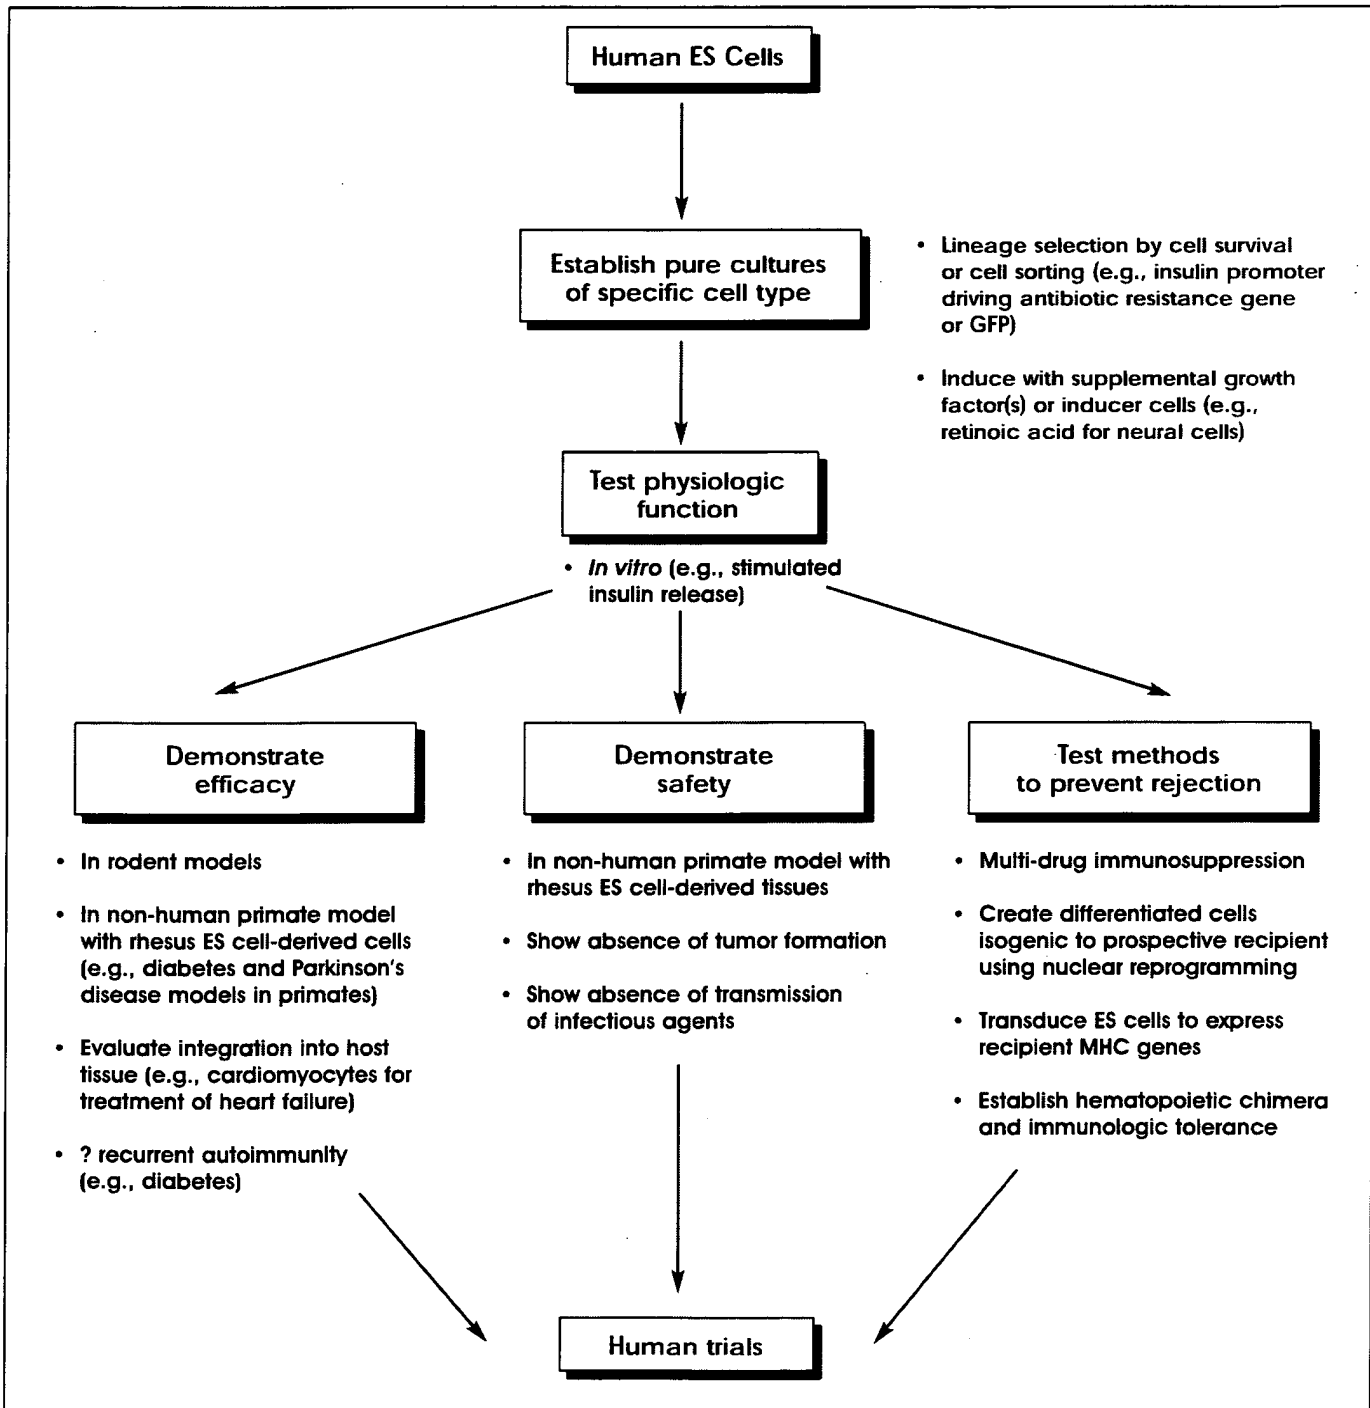 Human ES Cells
Establish pure cultures
of specific cell type
• Lineage selection by cell survival
or cell sorting (e.g., insulin promoter
driving antibiotic resistance gene
or GFP)
• Induce with supplemental growth
factor(s) or inducer cells (e.g.,
retinoic acid for neural cells)
Test physiologic
function
• In vitro (e.g., stimulated
insulin release)
Demonstrate
efficacy
• In rodent models
• In non-human primate model
with rhesus ES cell-derived cells
(e.g., diabetes and Parkinson's
disease models in primates)
• Evaluate integration into host
tissue (e.g., cardiomyocytes for
treatment of heart failure)
• ? recurrent autoimmunity
(e.g., diabetes)
Demonstrate
safety
• In non-human primate model with
rhesus ES cell-derived tissues
• Show absence of tumor formation
• Show absence of transmission
of infectious agents
Test methods
to prevent rejection
• Multi-drug immunosuppression
• Create differentiated cells
isogenic to prospective recipient
using nuclear reprogramming
• Transduce ES cells to express
recipient MHC genes
• Establish hematopoietic chimera
and immunologic tolerance
Human trials